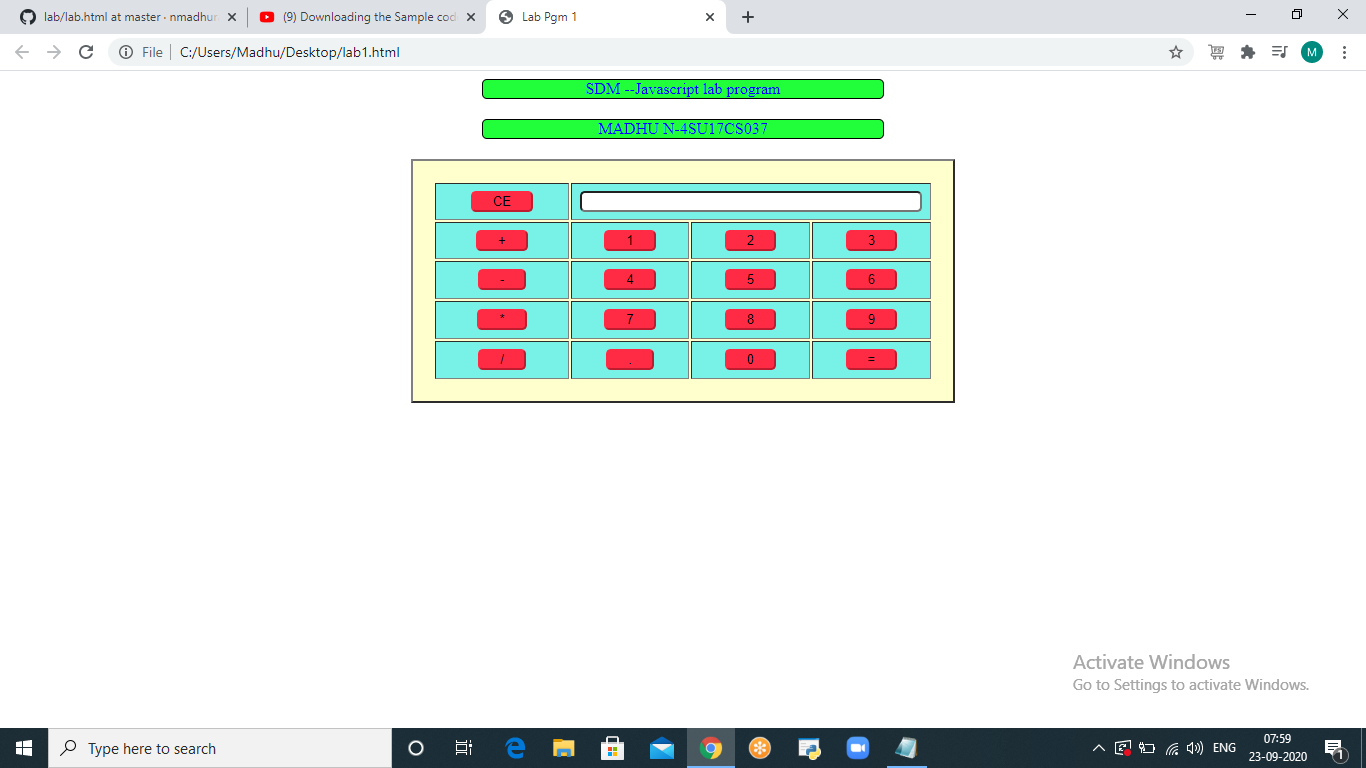 lab/lab.html at master · nmadhu
(9) Downloading the Sample cod
Lab Pgm 1
File
C:/Users/Madhu/Desktop/lab1.html
M
SDM --Javascript lab program
MADHU N-4SU17CS037
CE
+ 1 2 3
- 4 5 6
* 7 8 9
/ . 0 =
Activate Windows
Go to Settings to activate Windows.
Type here to search
ENG
07:59
23-09-2020
1